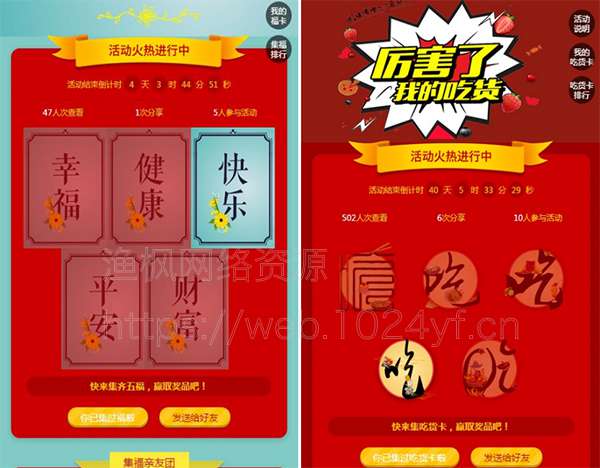 我的
福卡
集福
排行
活动火热进行中
活动结束倒计时 4 天 3 时 44 分 51 秒
47人次查看
1次分享
5人参与活动
幸福
健康
快乐
平安
财富
快来集齐五福，赢取奖品吧！
你已集过福啦
发送给好友
集福亲友团
活动
说明
我的
吃货卡
吃货卡
排行
厉害了
我的吃货
活动火热进行中
活动结束倒计时 40 天 5 时 33 分 29 秒
502人次查看
6次分享
10人参与活动
吃
吃
吃
吃
快来集吃货卡，赢取奖品吧！
你已集过吃货卡啦
发送给好友
渔枫网络资源
https://web.1024yf.cn